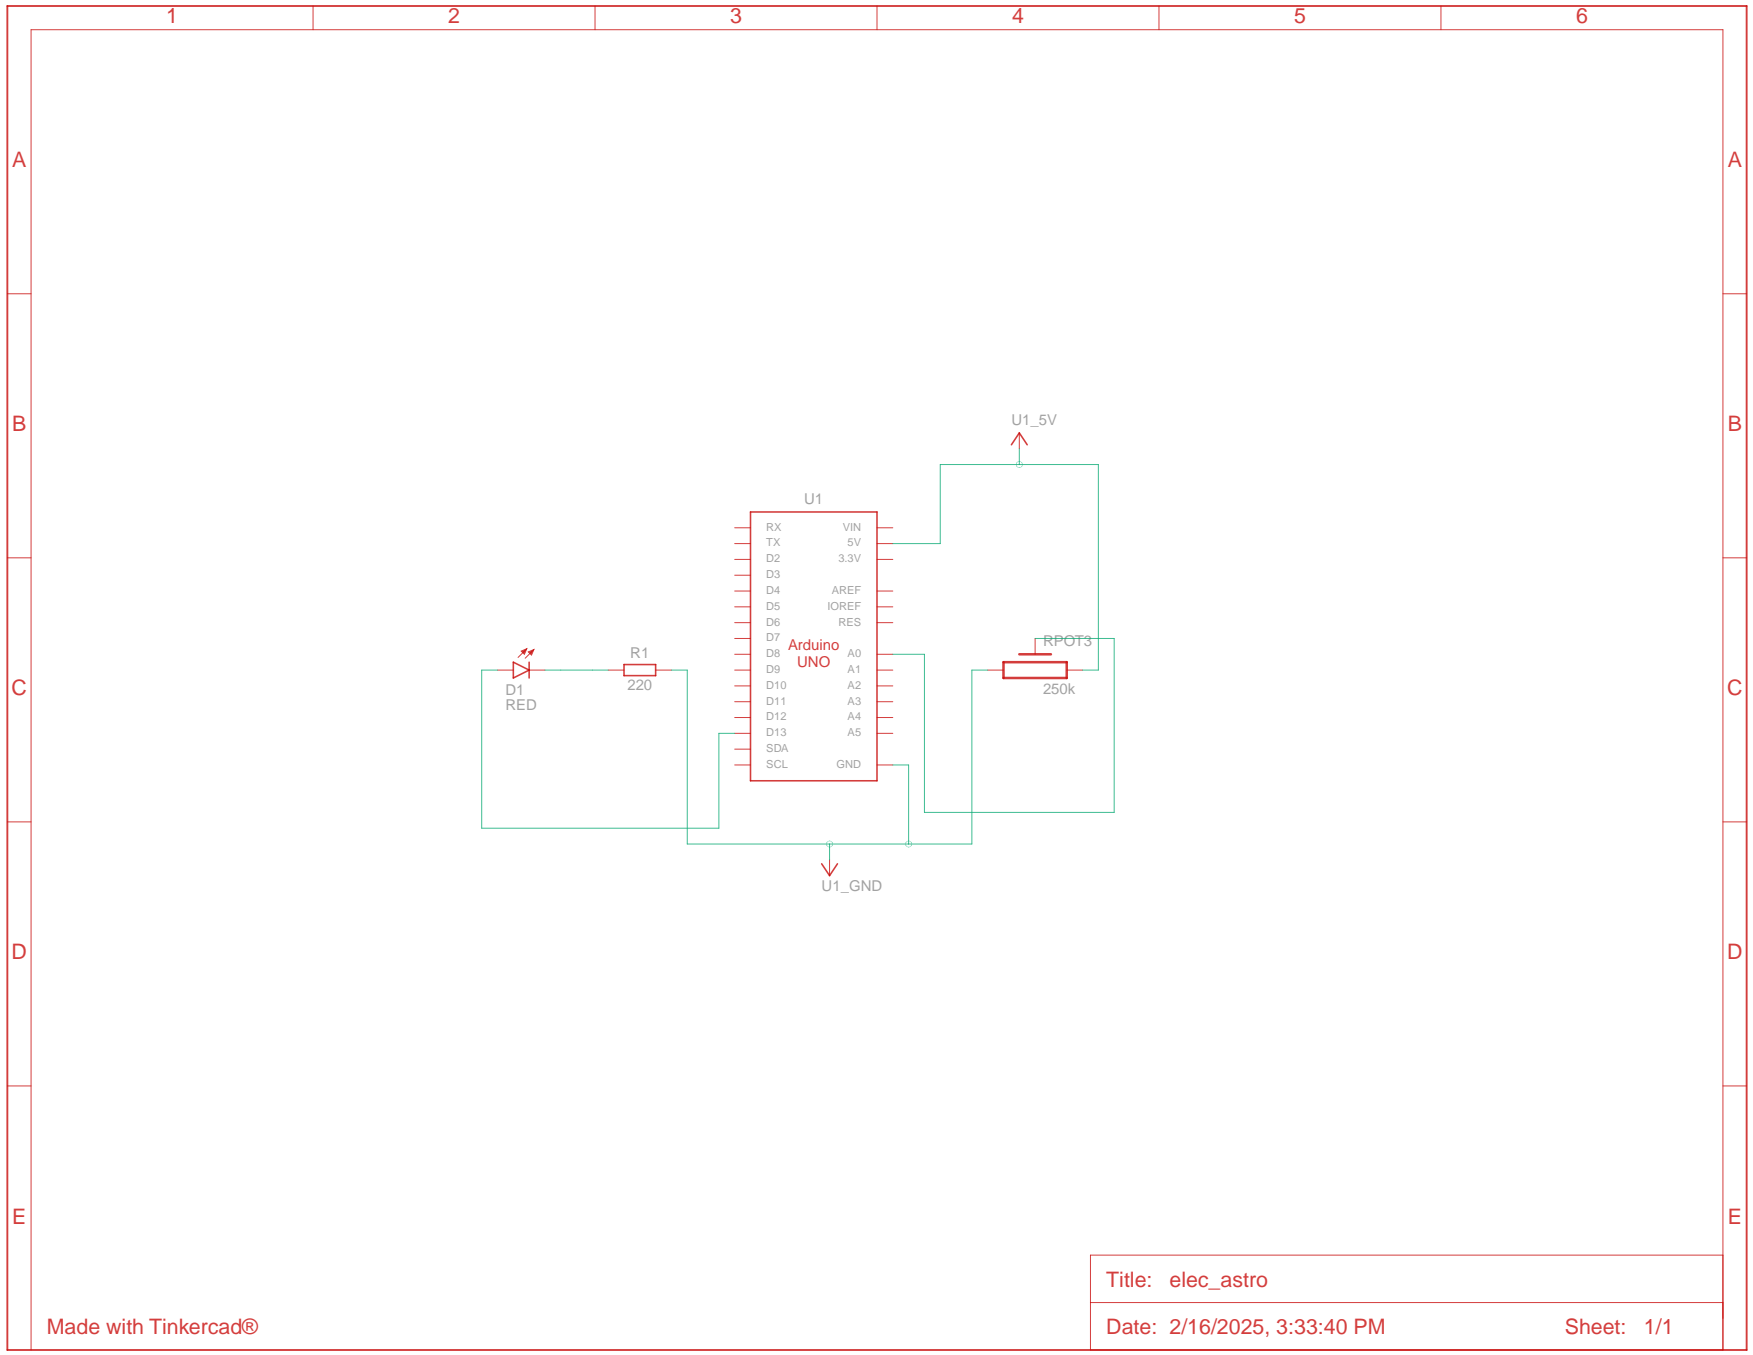 1 2 3 4 5 6
A A
B B
U1_5V
U1
RX VIN
TX 5V
D2 3.3V
D3
D4 AREF
D5 IOREF
D6 RES
D7
Arduino
UNO
D8 A0
D9 A1
D10 A2
D11 A3
D12 A4
D13 A5
SDA
SCL GND
RPOT3
250k
R1
220
D1
RED
C C
U1_GND
D D
E E
Title: elec_astro
Made with Tinkercad®
Date: 2/16/2025, 3:33:40 PM Sheet: 1/1